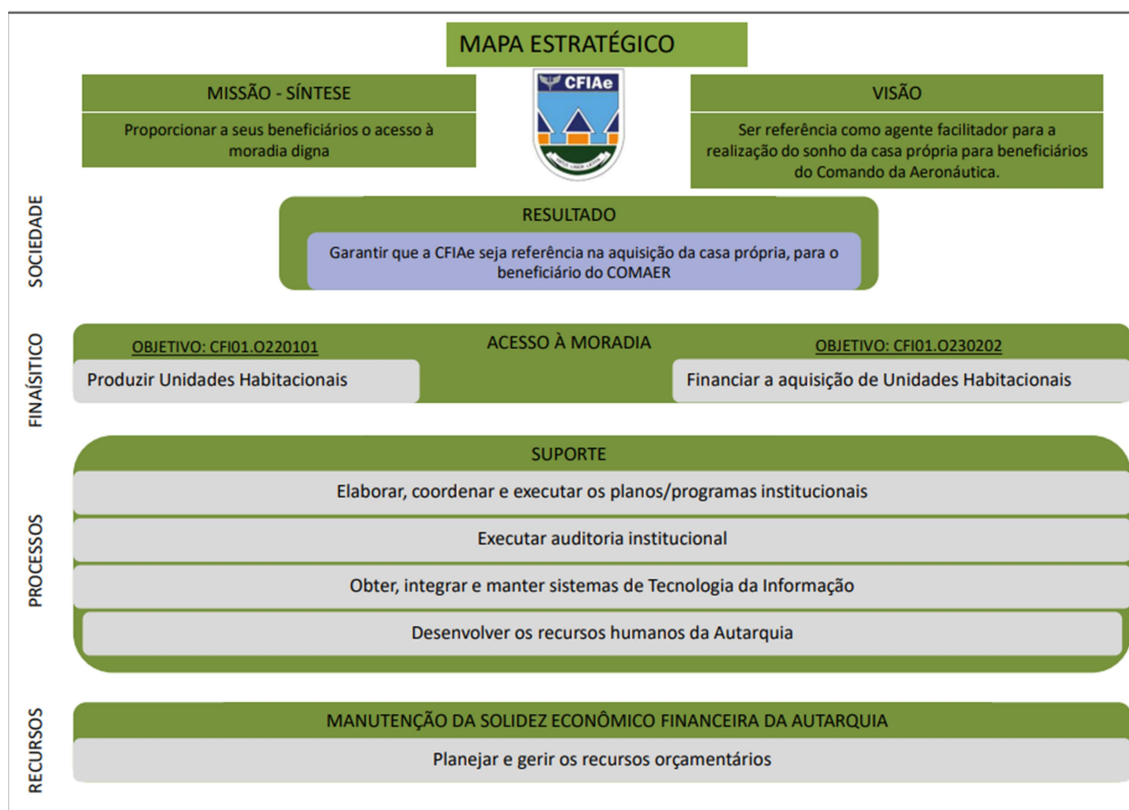 MAPA ESTRATÉGICO
MISSÃO - SÍNTESE
Proporcionar a seus beneficiários o acesso à
moradia digna
CFIAe
VISÃO
Ser referência como agente facilitador para a
realização do sonho da casa própria para beneficiários
do Comando da Aeronáutica.
SOCIEDADE
RESULTADO
Garantir que a CFIAe seja referência na aquisição da casa própria, para o
beneficiário do COMAER
FINAÍSITICO
OBJETIVO: CFI01.O220101
ACESSO À MORADIA
OBJETIVO: CFI01.O230202
Produzir Unidades Habitacionais
Financiar a aquisição de Unidades Habitacionais
PROCESSOS
SUPORTE
Elaborar, coordenar e executar os planos/programas institucionais
Executar auditoria institucional
Obter, integrar e manter sistemas de Tecnologia da Informação
Desenvolver os recursos humanos da Autarquia
RECURSOS
MANUTENÇÃO DA SOLIDEZ ECONÔMICO FINANCEIRA DA AUTARQUIA
Planejar e gerir os recursos orçamentários